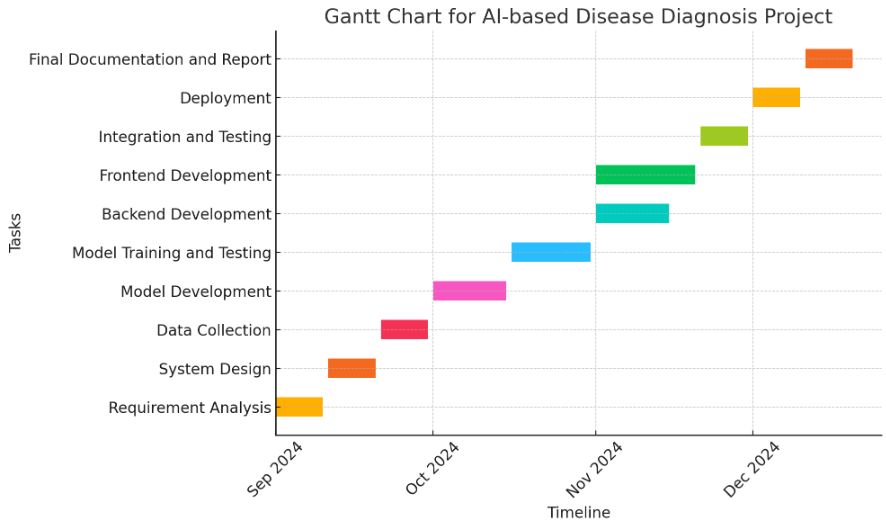 Gantt Chart for AI-based Disease Diagnosis Project
Final Documentation and Report
Deployment
Integration and Testing
Frontend Development
Backend Development
Model Training and Testing
Model Development
Data Collection
System Design
Requirement Analysis
Tasks
Sep 2024
Oct 2024
Nov 2024
Dec 2024
Timeline